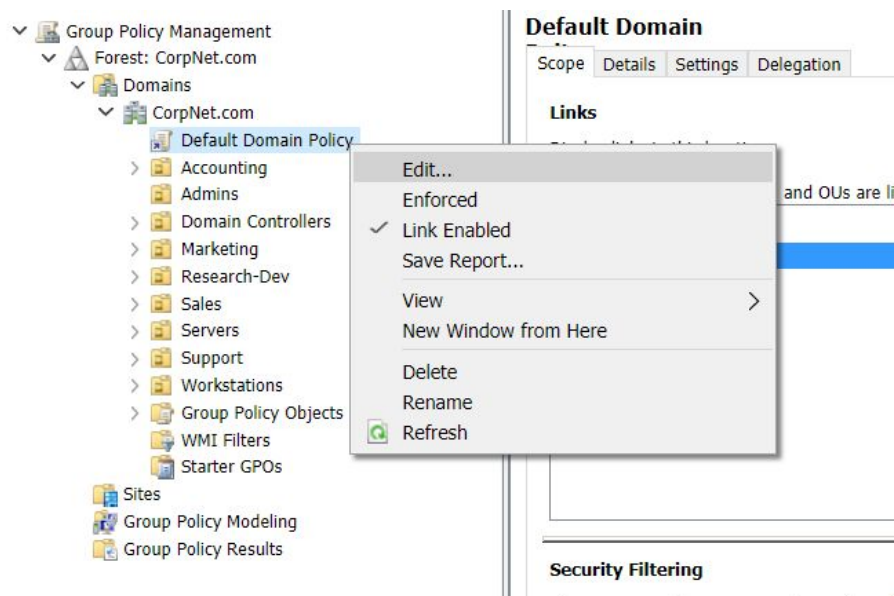 Group Policy Management
Forest: CorpNet.com
Domains
CorpNet.com
Default Domain Policy
Accounting
Admins
Domain Controllers
Marketing
Research-Dev
Sales
Servers
Support
Workstations
Group Policy Objects
WMI Filters
Starter GPOs
Sites
Group Policy Modeling
Group Policy Results
Edit...
Enforced
Link Enabled
Save Report...
View
New Window from Here
Delete
Rename
Refresh
Default Domain
Scope Details Settings Delegation
Links
and OUs are
Security Filtering